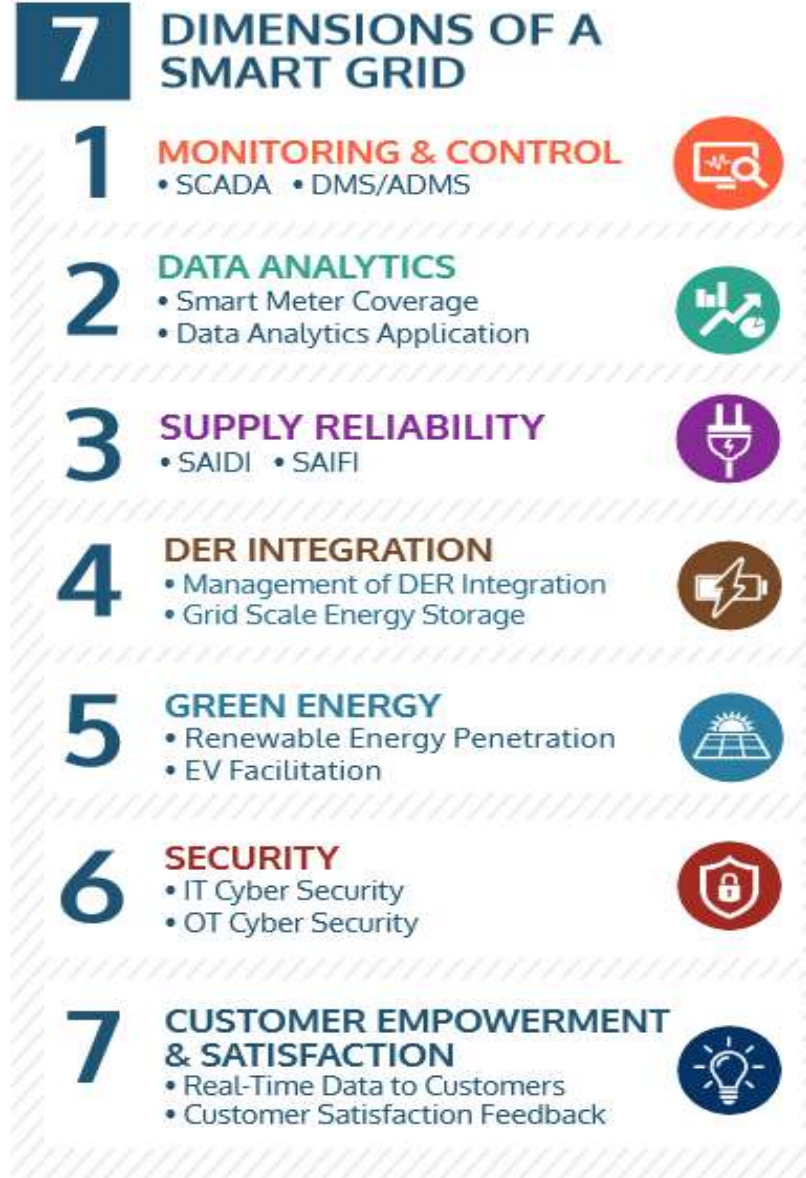 7
DIMENSIONS OF A
SMART GRID
1
MONITORING & CONTROL
• SCADA • DMS/ADMS
2
DATA ANALYTICS
• Smart Meter Coverage
• Data Analytics Application
3
SUPPLY RELIABILITY
• SAIDI • SAIFI
4
DER INTEGRATION
• Management of DER Integration
• Grid Scale Energy Storage
5
GREEN ENERGY
• Renewable Energy Penetration
• EV Facilitation
6
SECURITY
• IT Cyber Security
• OT Cyber Security
7
CUSTOMER EMPOWERMENT
& SATISFACTION
• Real-Time Data to Customers
• Customer Satisfaction Feedback